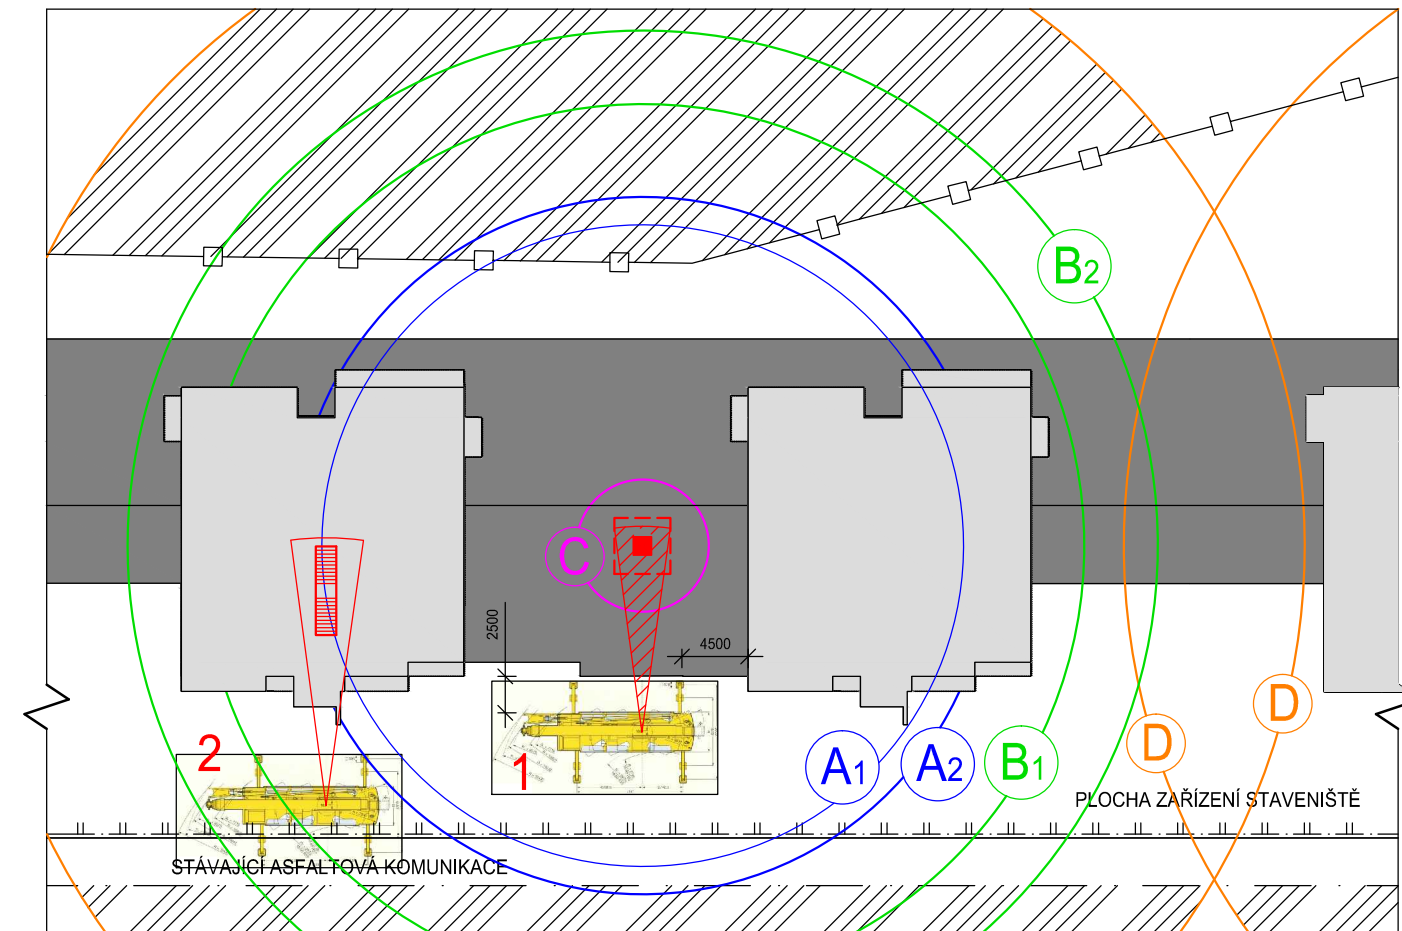 B2
C
2500
4500
D
D
2
1
A1
A2
B1
PLOCHA ZAŘÍZENÍ STAVENIŠTĚ
STÁVAJÍCÍ ASFALTOVÁ KOMUNIKACE